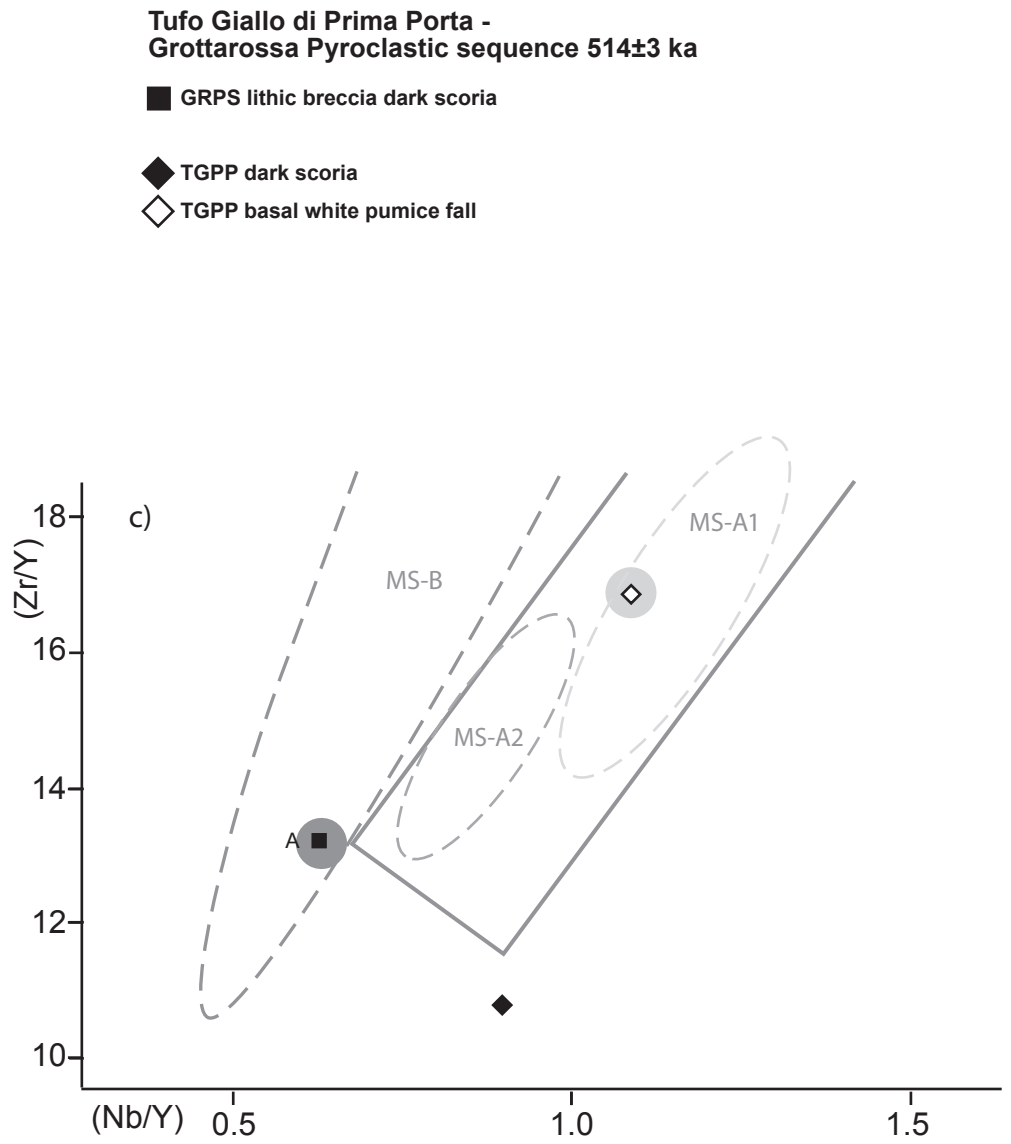 Tufo Giallo di Prima Porta -
Grottarossa Pyroclastic sequence 514±3 ka
GRPS lithic breccia dark scoria
TGPP dark scoria
TGPP basal white pumice fall
18
c)
MS-A1
(Zr/Y)
MS-B
16
MS-A2
14
A
12
10
(Nb/Y)
0.5
1.0
1.5